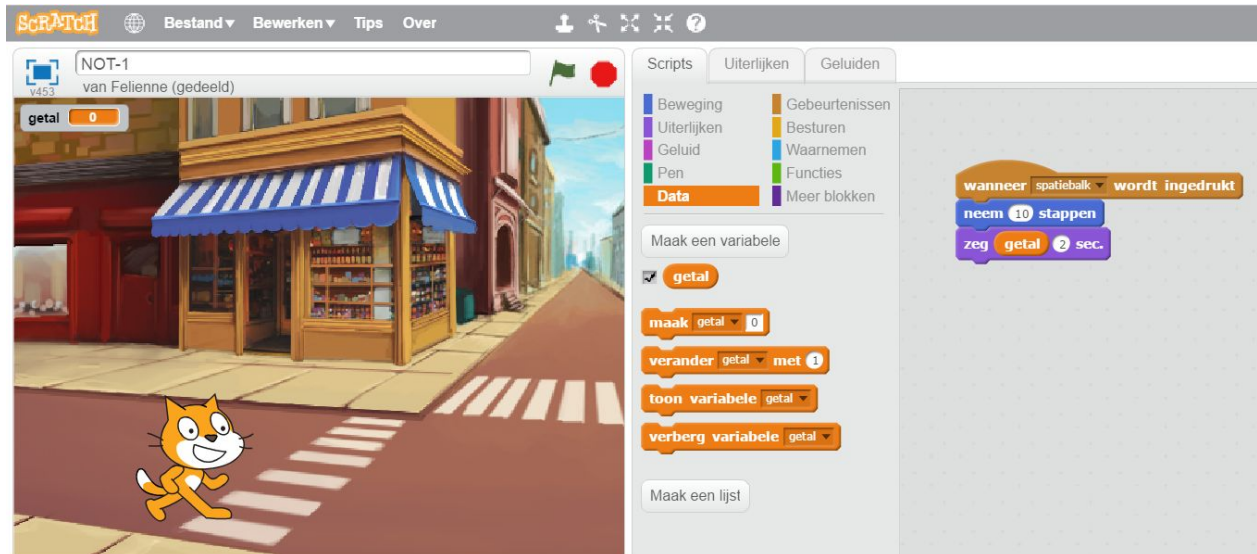 SCRATCH Bestand Bewerken Tips Over
NOT-1
v453
van Felienne (gedeeld)
getal 0
Scripts Uiterlijken Geluiden
Beweging Gebeurtenissen
Uiterlijken Besturen
Geluid Waarnemen
Pen Functies
Data Meer blokken
Maak een variabele
getal
maak getal 0
verander getal met 1
toon variabele getal
verberg variabele getal
Maak een lijst
wanneer spatiebalk wordt ingedrukt
neem 10 stappen
zeg getal 2 sec.